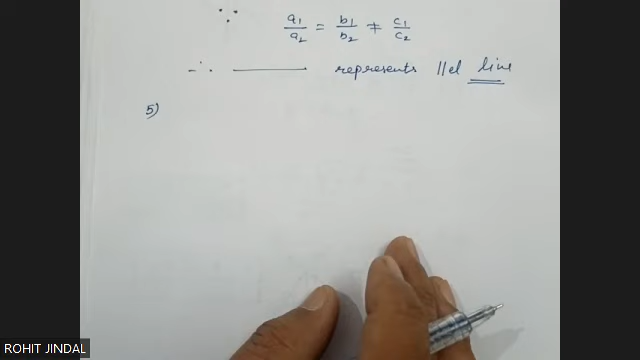 ∵
a₁/a₂ = b₁/b₂ ≠ c₁/c₂
∴ ——— represents ||el line
5)
ROHIT JINDAL